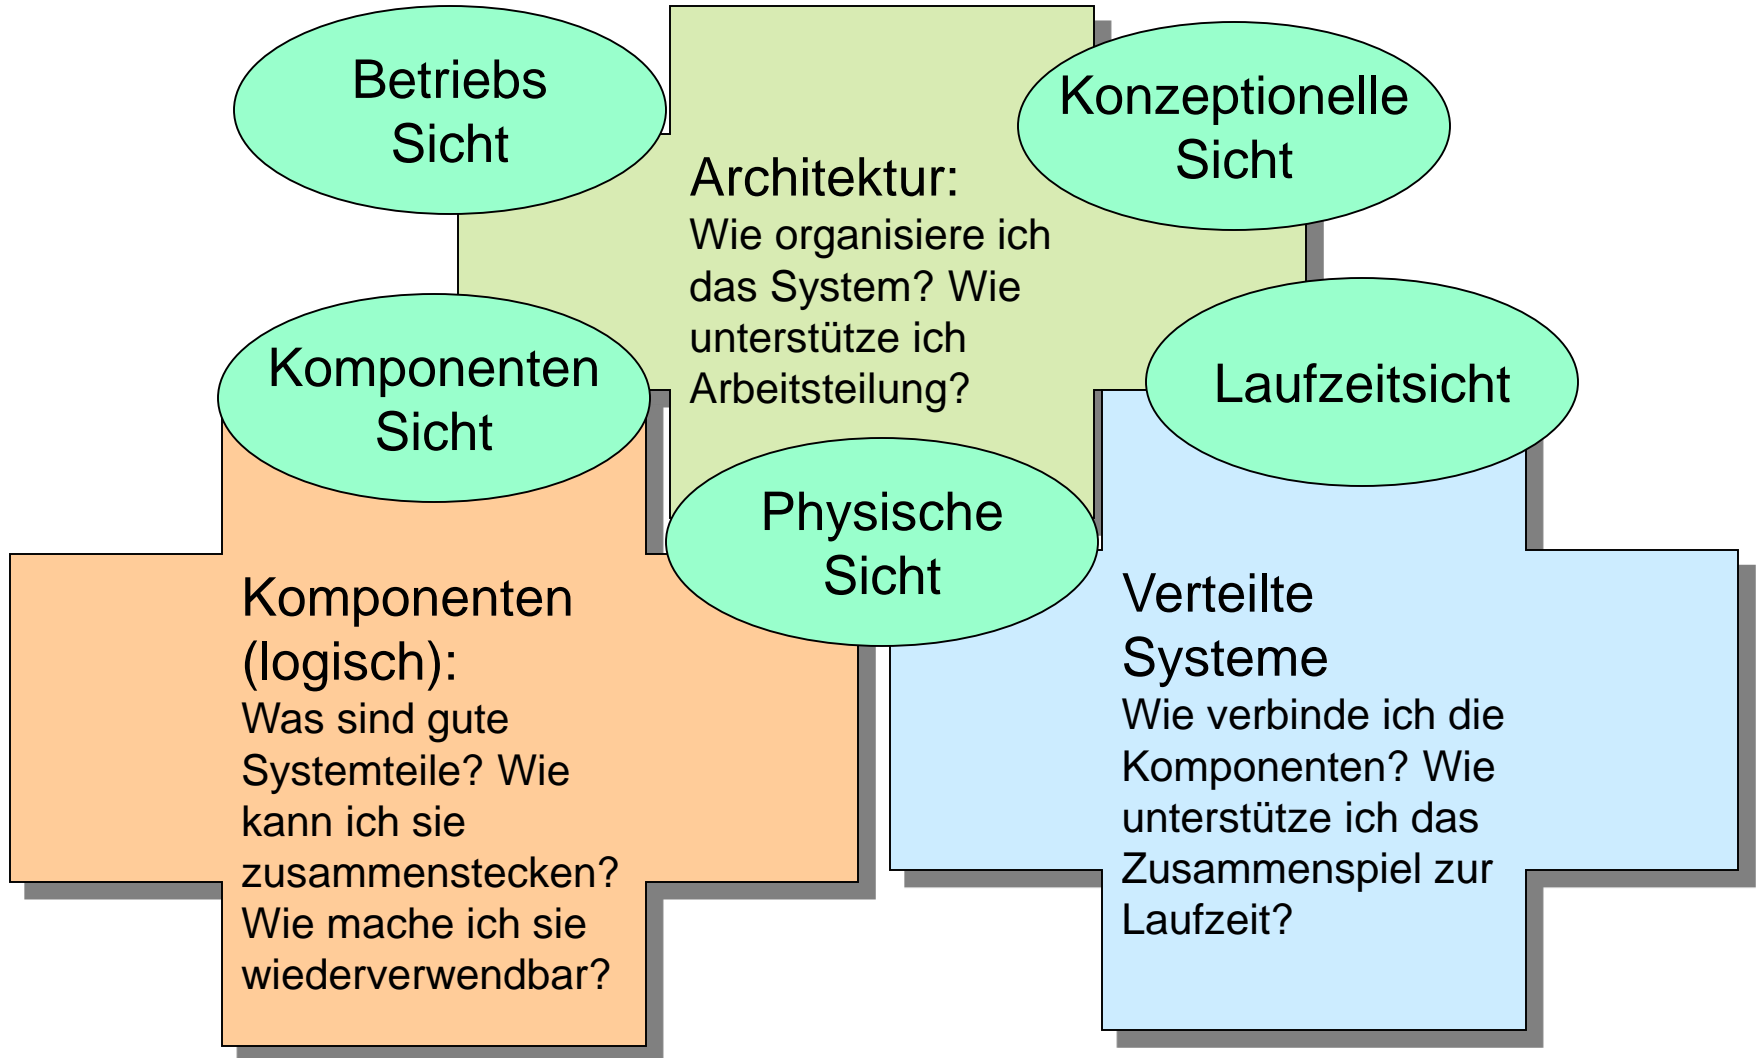 Betriebs
Sicht
Konzeptionelle
Sicht
Architektur:
Wie organisiere ich
das System? Wie
unterstütze ich
Arbeitsteilung?
Komponenten
Sicht
Laufzeitsicht
Physische
Sicht
Komponenten
(logisch):
Was sind gute
Systemteile? Wie
kann ich sie
zusammenstecken?
Wie mache ich sie
wiederverwendbar?
Verteilte
Systeme
Wie verbinde ich die
Komponenten? Wie
unterstütze ich das
Zusammenspiel zur
Laufzeit?